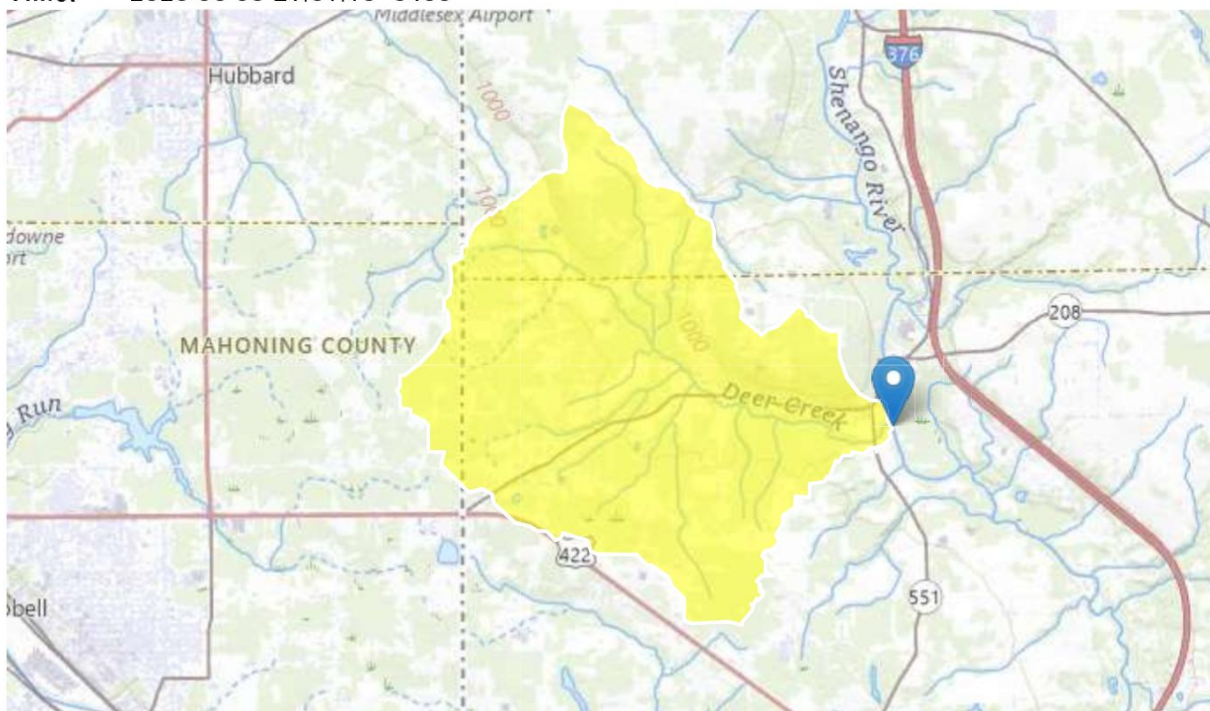 Middlesex Airport
Hubbard
1000
376
Shenango River
1000
downe
ort
208
MAHONING COUNTY
1000
Deer Creek
Run
422
551
bell